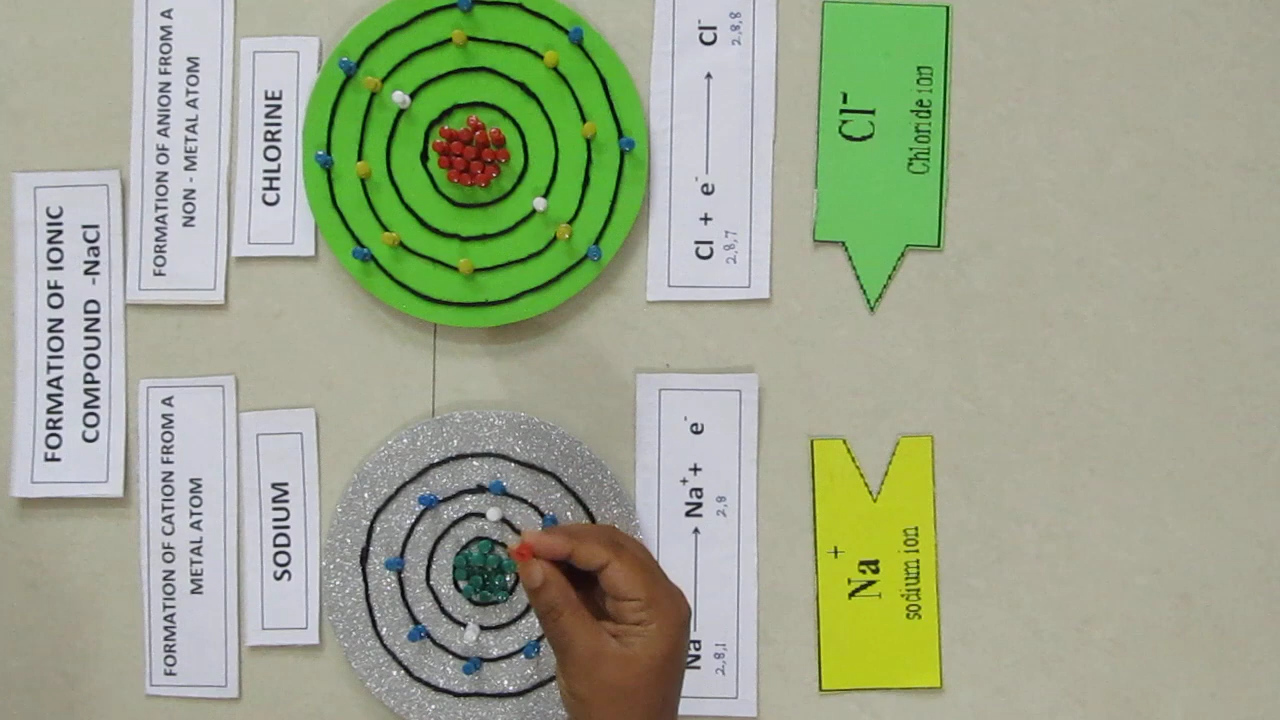 FORMATION OF IONIC
COMPOUND -NaCl
FORMATION OF CATION FROM A
METAL ATOM
FORMATION OF ANION FROM A
NON - METAL ATOM
SODIUM
CHLORINE
Na → Na⁺+ e⁻
2,8,1 2,8
Cl + e⁻ → Cl⁻
2,8,7 2,8,8
Na⁺
sodium ion
Cl⁻
Chloride ion